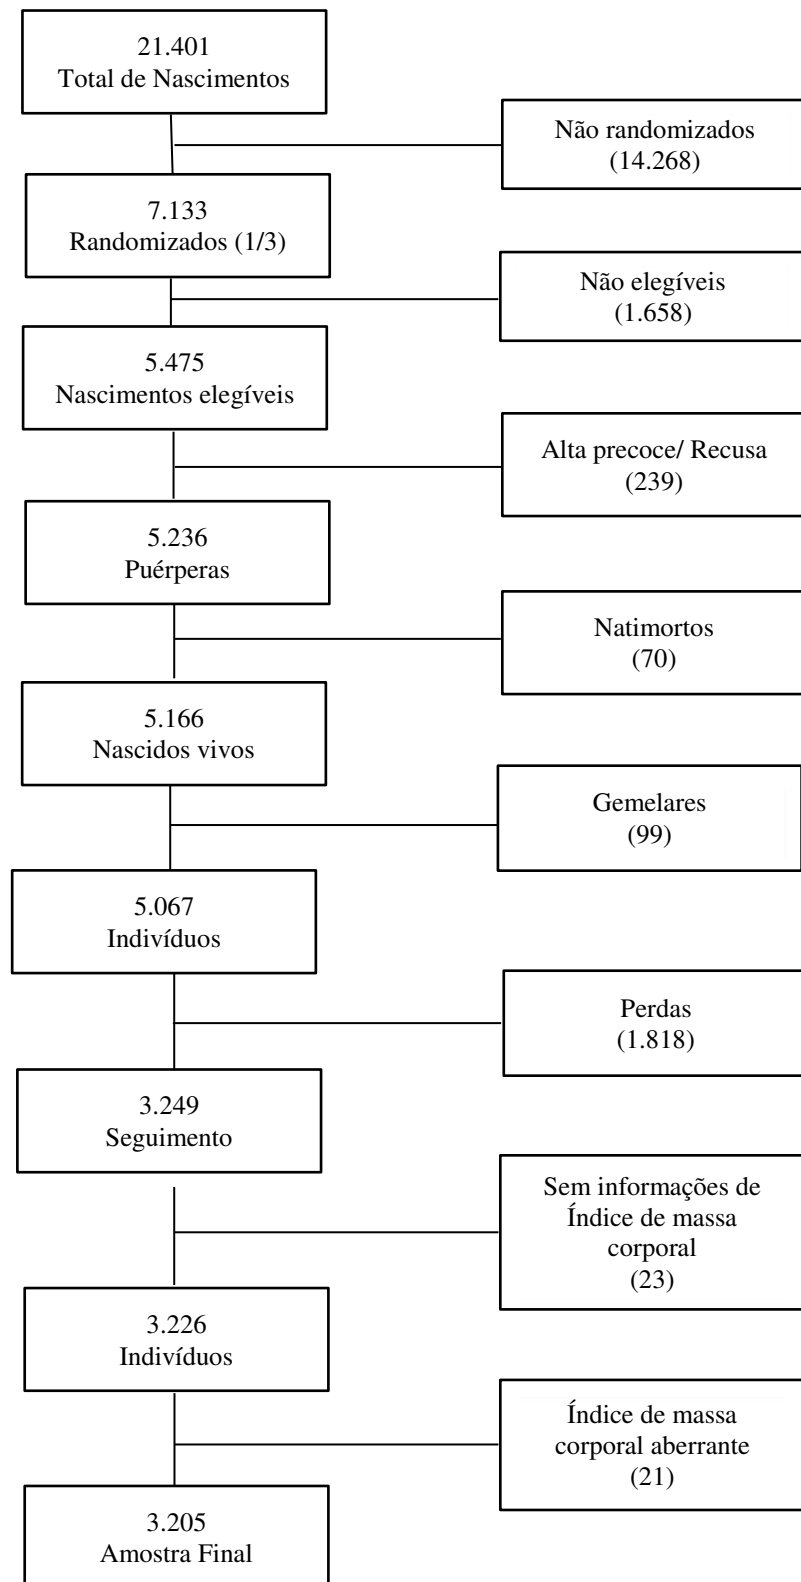 21.401
Total de Nascimentos
Não randomizados
(14.268)
7.133
Randomizados (1/3)
Não elegíveis
(1.658)
5.475
Nascimentos elegíveis
Alta precoce/ Recusa
(239)
5.236
Puérperas
Natimortos
(70)
5.166
Nascidos vivos
Gemelares
(99)
5.067
Indivíduos
Perdas
(1.818)
3.249
Seguimento
Sem informações de
Índice de massa
corporal
(23)
3.226
Indivíduos
Índice de massa
corporal aberrante
(21)
3.205
Amostra Final